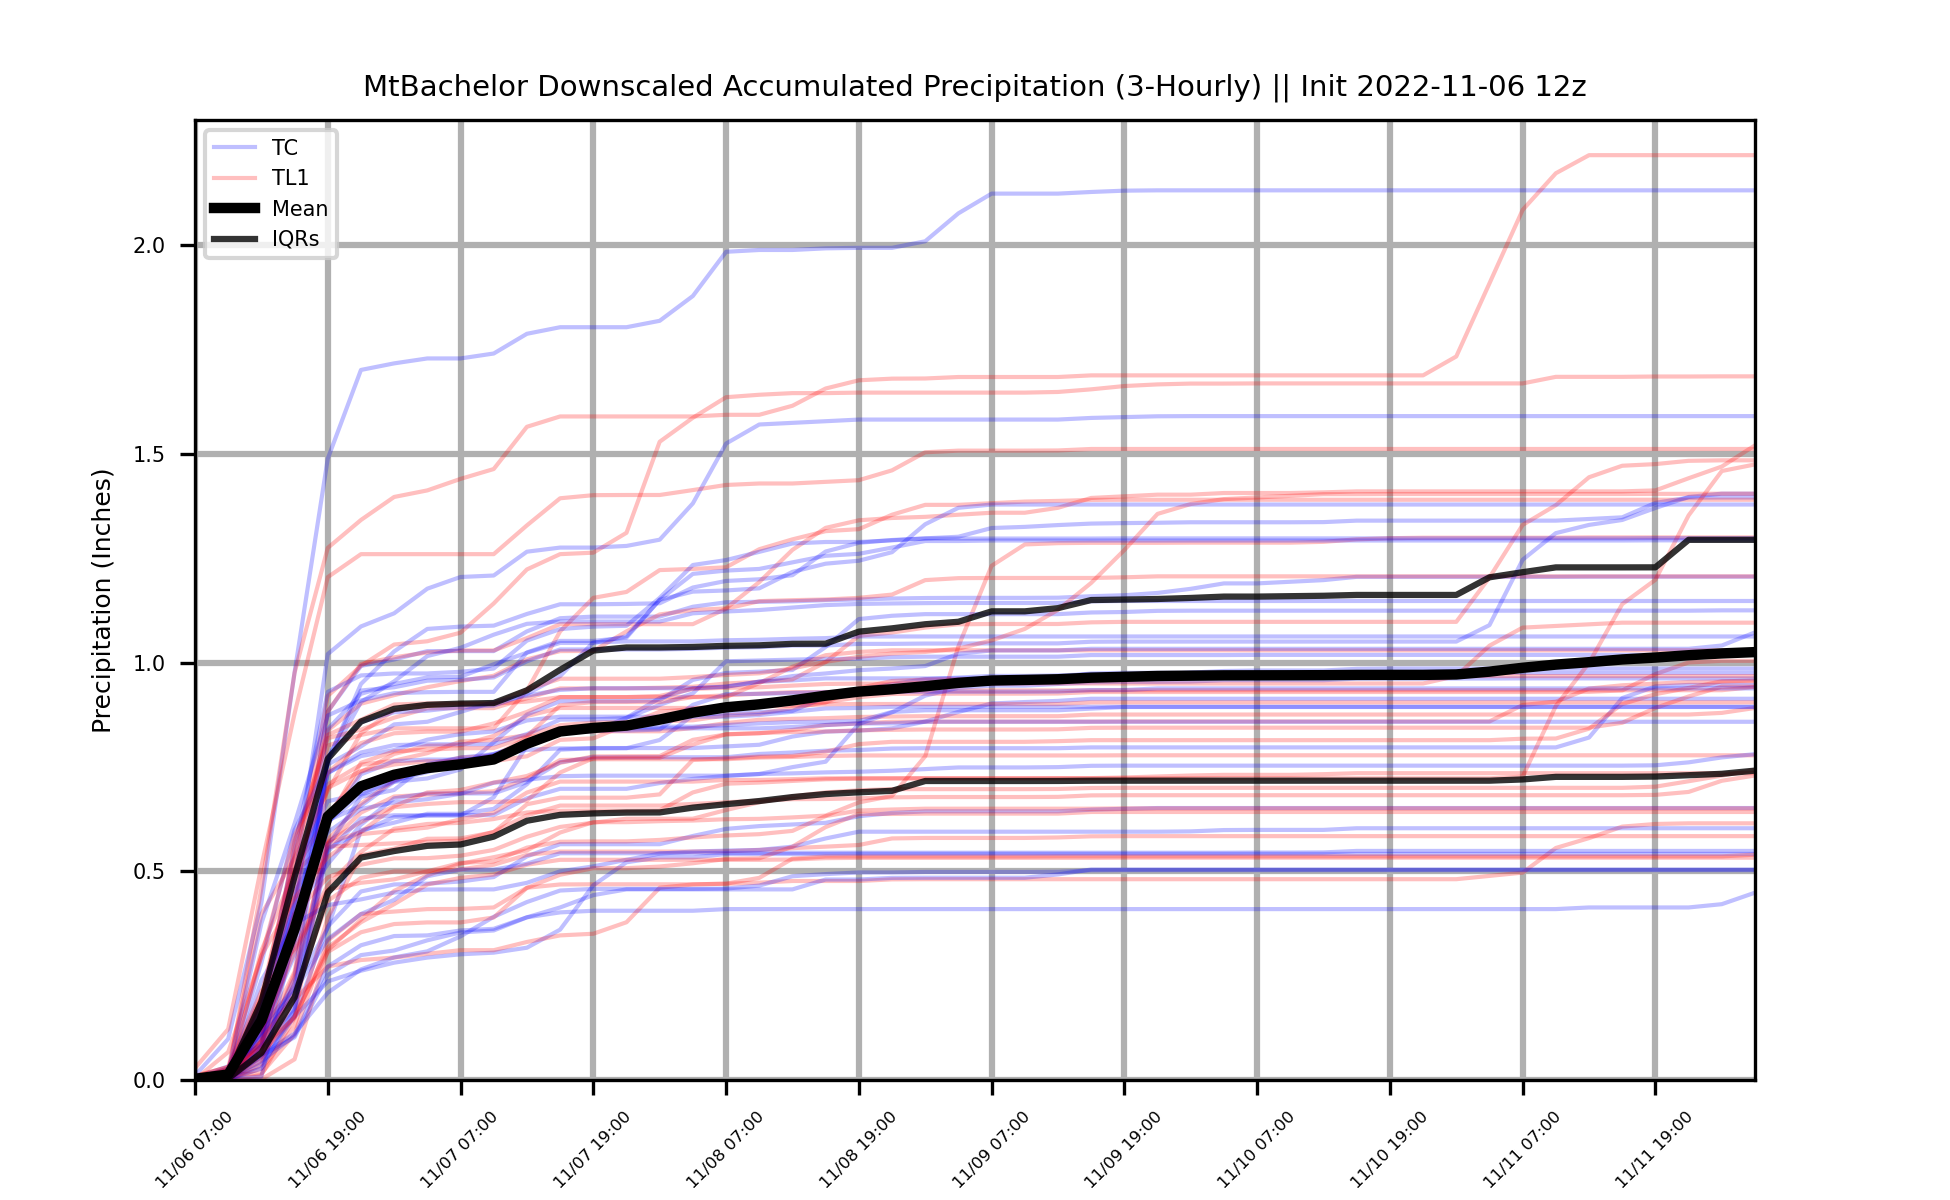 MtBachelor Downscaled Accumulated Precipitation (3-Hourly) || Init 2022-11-06 12z
TC
TL1
Mean
IQRs
Precipitation (Inches)
2.0
1.5
1.0
0.5
0.0
11/06 07:00
11/06 19:00
11/07 07:00
11/07 19:00
11/08 07:00
11/08 19:00
11/09 07:00
11/09 19:00
11/10 07:00
11/10 19:00
11/11 07:00
11/11 19:00